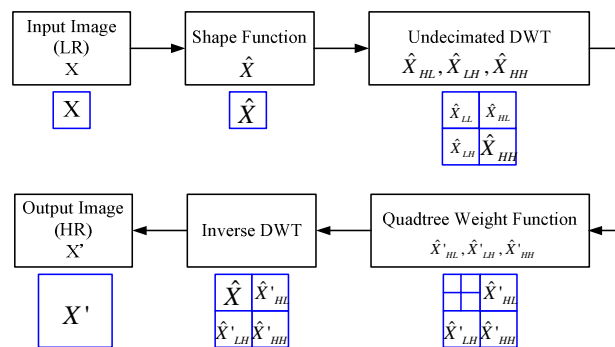 Input Image
(LR)
X
Shape Function
X̂
Undecimated DWT
X̂_HL, X̂_LH, X̂_HH
X
X̂
X̂_LL X̂_HL
X̂_LH X̂_HH
Output Image
(HR)
X'
Inverse DWT
Quadtree Weight Function
X̂'_HL, X̂'_LH, X̂'_HH
X'
X̂ X̂'_HL
X̂'_LH X̂'_HH
X̂'_HL
X̂'_LH X̂'_HH